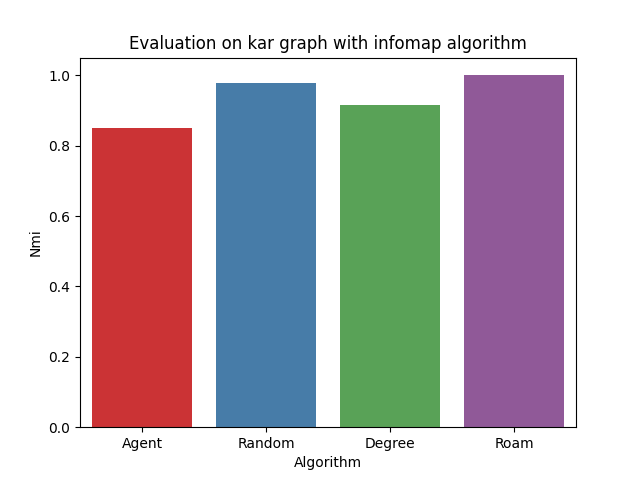 Evaluation on kar graph with infomap algorithm
1.0
0.8
0.6
0.4
0.2
0.0
Nmi
Agent Random Degree Roam
Algorithm